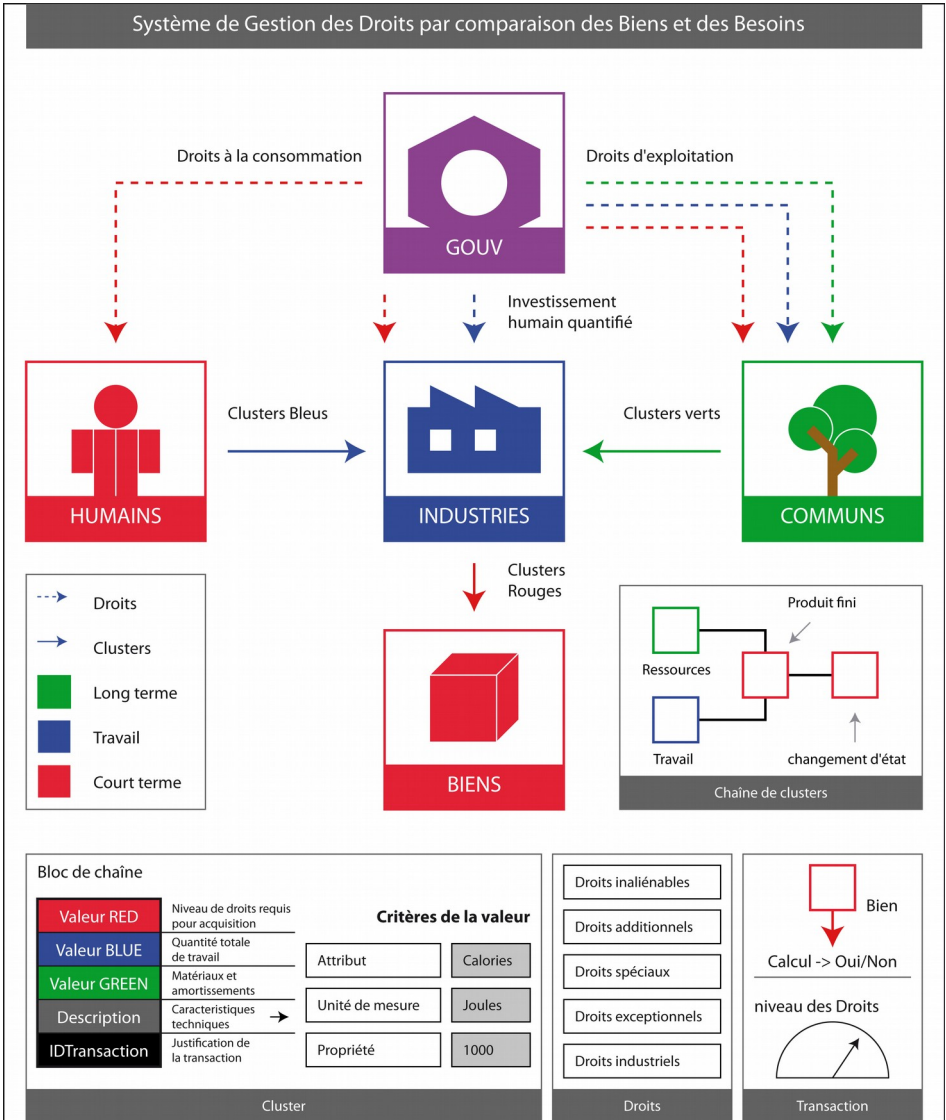 Système de Gestion des Droits par comparaison des Biens et des Besoins
Droits à la consommation
Droits d'exploitation
GOUV
Investissement
humain quantifié
Clusters Bleus
Clusters verts
HUMAINS
INDUSTRIES
COMMUNS
Clusters
Rouges
Droits
Clusters
Long terme
Travail
Court terme
BIENS
Produit fini
Ressources
Travail
changement d'état
Chaîne de clusters
Bloc de chaîne
Valeur RED
Niveau de droits requis
pour acquisition
Valeur BLUE
Quantité totale
de travail
Valeur GREEN
Matériaux et
amortissements
Description
Caracteristiques
techniques
IDTransaction
Justification de
la transaction
Critères de la valeur
Attribut
Calories
Unité de mesure
Joules
Propriété
1000
Cluster
Droits inaliénables
Droits additionnels
Droits spéciaux
Droits exceptionnels
Droits industriels
Droits
Bien
Calcul -> Oui/Non
niveau des Droits
Transaction